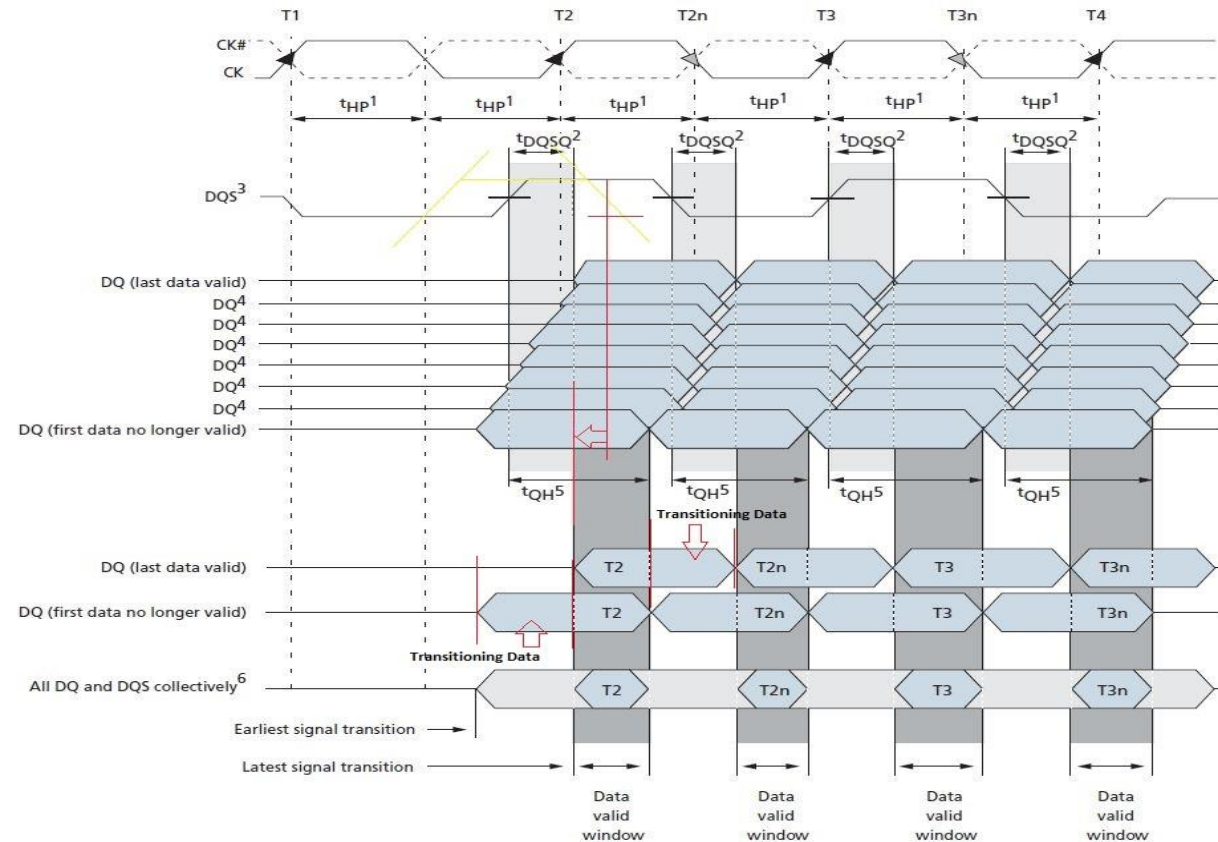 T1 T2 T2n T3 T3n T4
CK#
CK
tHP1 tHP1 tHP1 tHP1 tHP1 tHP1
tDQSQ2 tDQSQ2 tDQSQ2 tDQSQ2
DQS3
DQ (last data valid)
DQ4
DQ4
DQ4
DQ4
DQ4
DQ4
DQ (first data no longer valid)
tQH5 tQH5 tQH5 tQH5
Transitioning Data
DQ (last data valid) T2 T2n T3 T3n
DQ (first data no longer valid) T2 T2n T3 T3n
Transitioning Data
All DQ and DQS collectively6 T2 T2n T3 T3n
Earliest signal transition
Latest signal transition
Data valid window
Data valid window
Data valid window
Data valid window